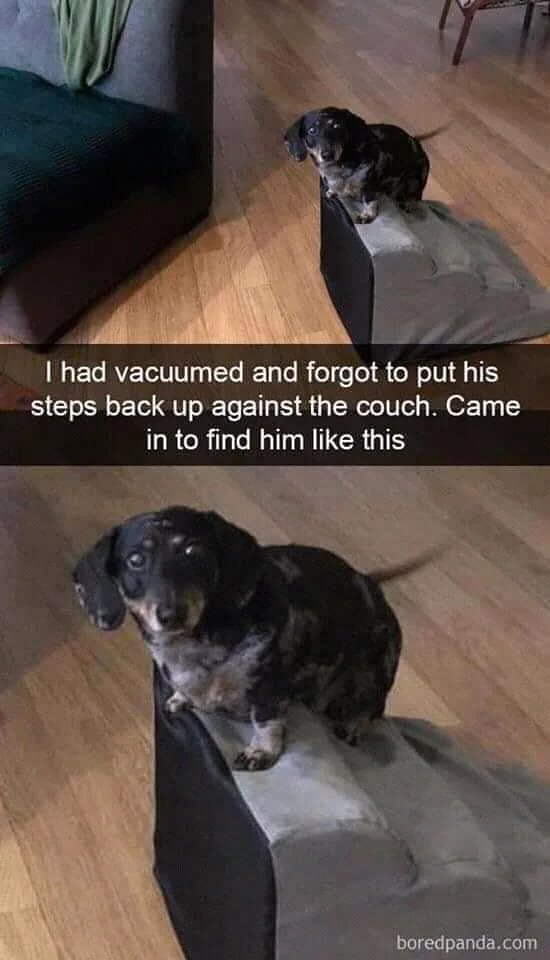 I had vacuumed and forgot to put his
steps back up against the couch. Came
in to find him like this
boredpanda.com